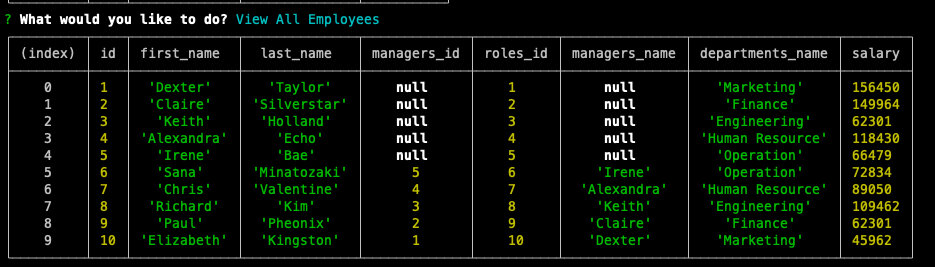 ? What would you like to do? View All Employees
(index) id first_name last_name managers_id roles_id managers_name departments_name salary
0 1 'Dexter' 'Taylor' null 1 null 'Marketing' 156450
1 2 'Claire' 'Silverstar' null 2 null 'Finance' 149964
2 3 'Keith' 'Holland' null 3 null 'Engineering' 62301
3 4 'Alexandra' 'Echo' null 4 null 'Human Resource' 118430
4 5 'Irene' 'Bae' null 5 null 'Operation' 66479
5 6 'Sana' 'Minatozaki' 5 6 'Irene' 'Operation' 72834
6 7 'Chris' 'Valentine' 4 7 'Alexandra' 'Human Resource' 89050
7 8 'Richard' 'Kim' 3 8 'Keith' 'Engineering' 109462
8 9 'Paul' 'Pheonix' 2 9 'Claire' 'Finance' 62301
9 10 'Elizabeth' 'Kingston' 1 10 'Dexter' 'Marketing' 45962